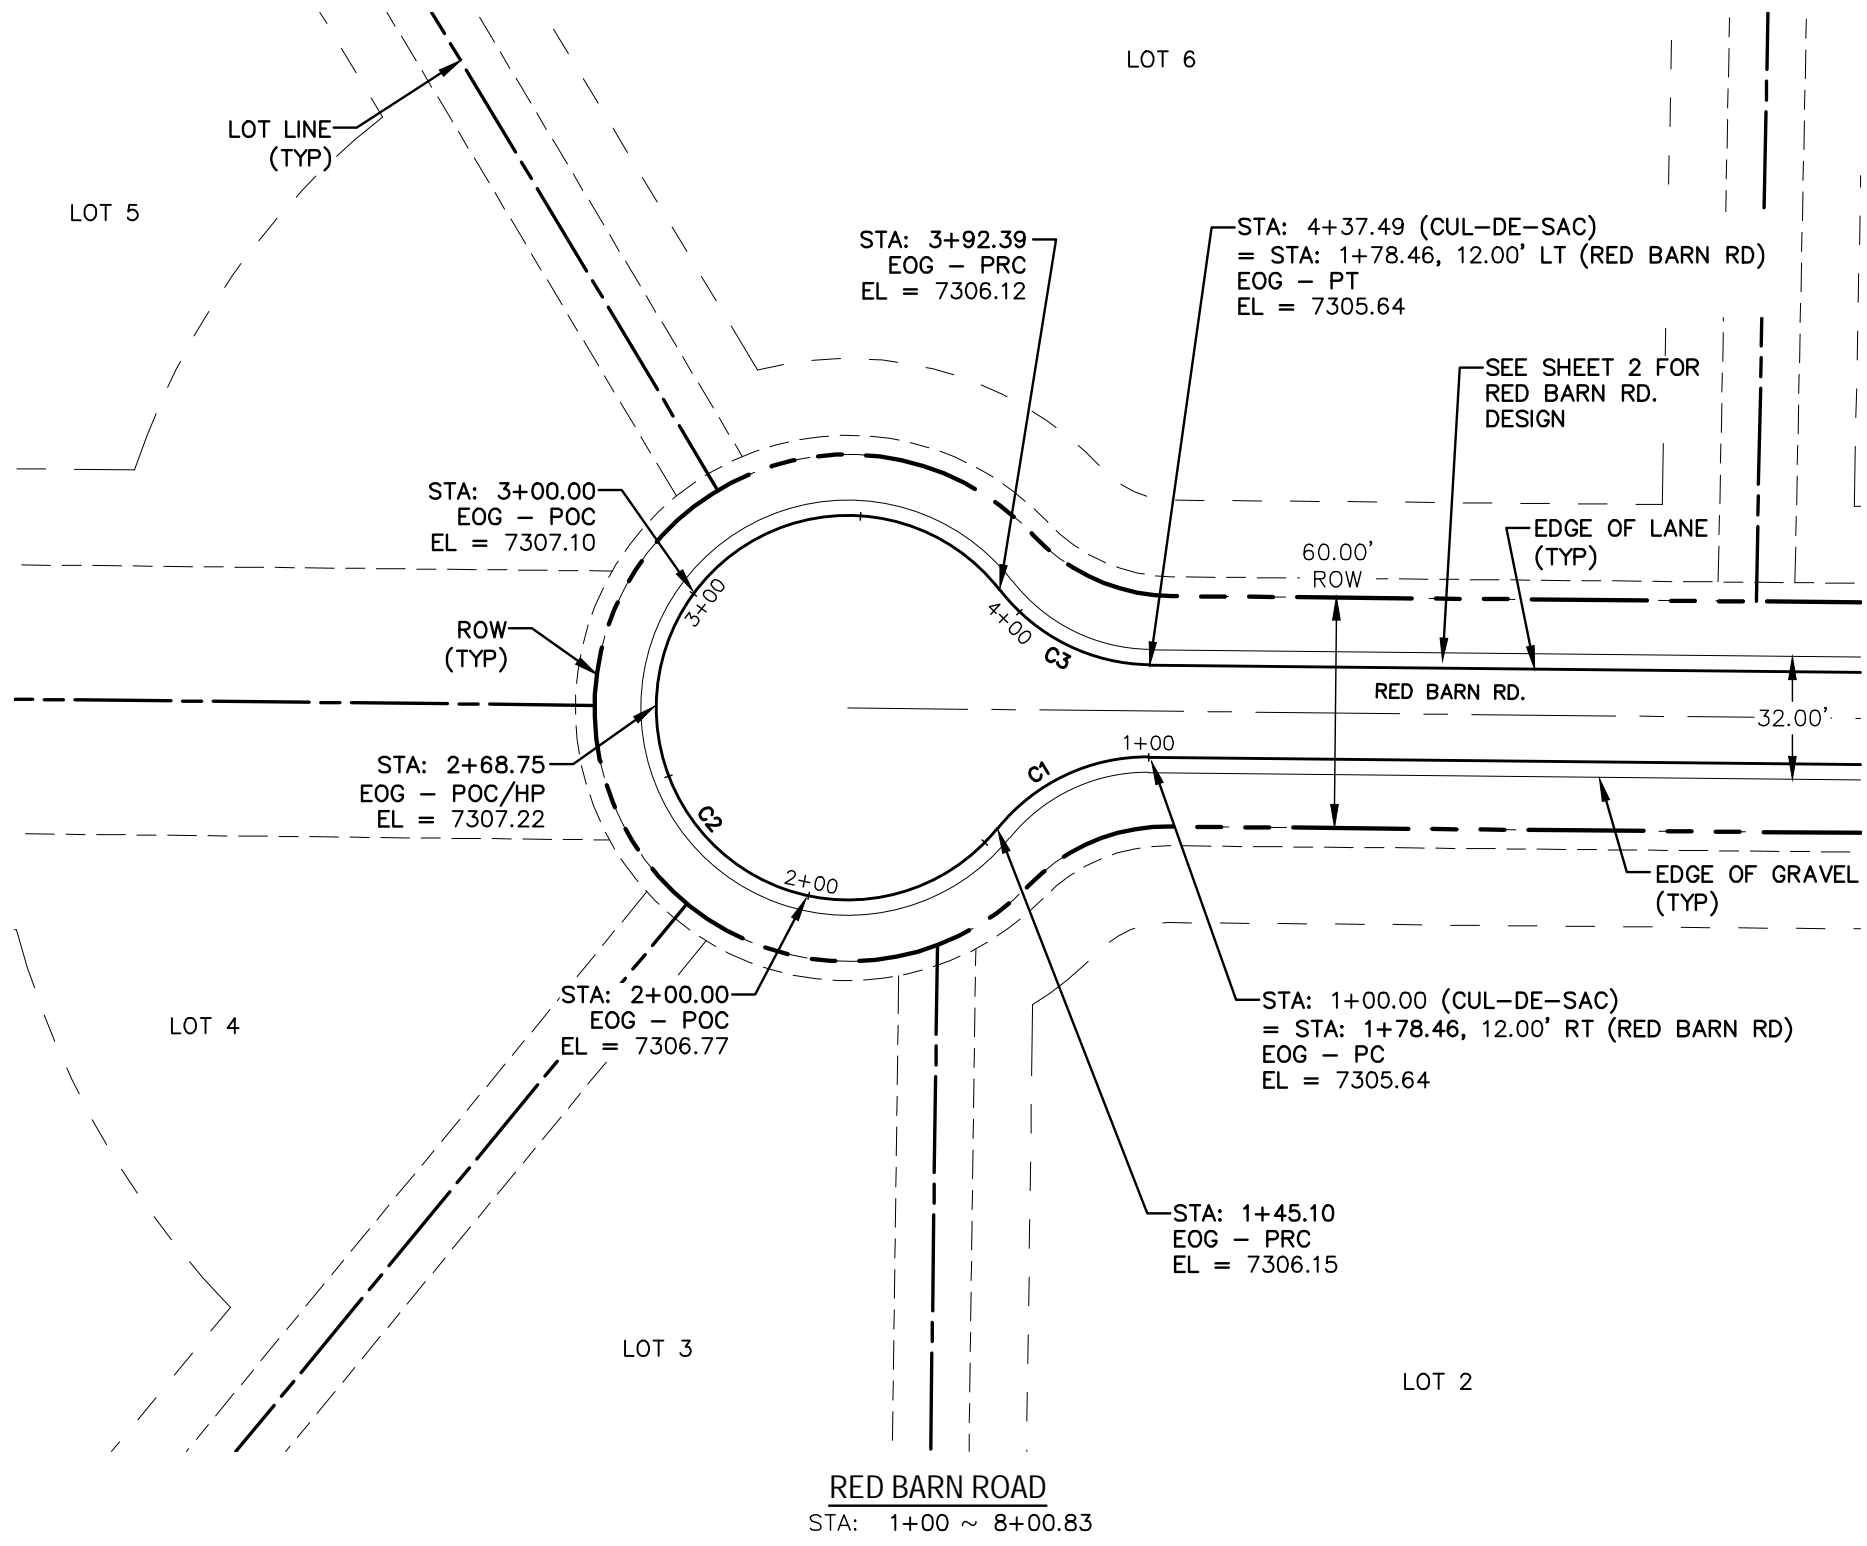 LOT 6
LOT LINE
(TYP)
LOT 5
STA: 3+92.39
EOG – PRC
EL = 7306.12
STA: 4+37.49 (CUL–DE–SAC)
= STA: 1+78.46, 12.00' LT (RED BARN RD)
EOG – PT
EL = 7305.64
SEE SHEET 2 FOR
RED BARN RD.
DESIGN
STA: 3+00.00
EOG – POC
EL = 7307.10
EDGE OF LANE
(TYP)
60.00'
ROW
3+00
4+00
C3
ROW
(TYP)
RED BARN RD.
32.00'
1+00
C1
STA: 2+68.75
EOG – POC/HP
EL = 7307.22
C2
2+00
EDGE OF GRAVEL
(TYP)
STA: 2+00.00
EOG – POC
EL = 7306.77
LOT 4
STA: 1+00.00 (CUL–DE–SAC)
= STA: 1+78.46, 12.00' RT (RED BARN RD)
EOG – PC
EL = 7305.64
STA: 1+45.10
EOG – PRC
EL = 7306.15
LOT 3
LOT 2
RED BARN ROAD
STA: 1+00 ~ 8+00.83